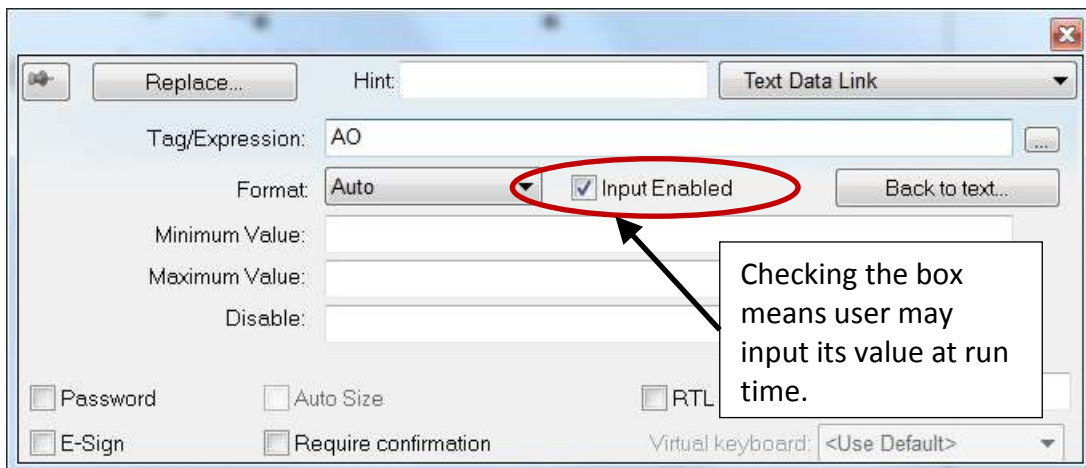 Replace... Hint: Text Data Link
Tag/Expression: AO ...
Format: Auto Input Enabled Back to text...
Minimum Value:
Maximum Value:
Disable:
Checking the box
means user may
input its value at run
time.
Password Auto Size RTL
E-Sign Require confirmation Virtual keyboard: <Use Default>